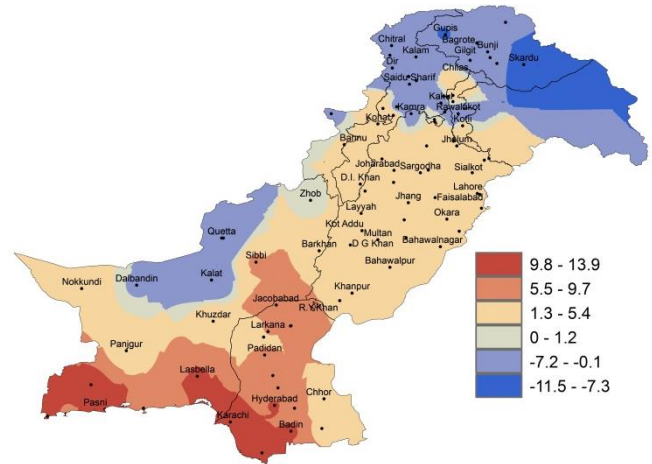 Gupis
Chitral
Bagrote
Bunji
Kalam
Gilgit
Skardu
Dir
Chilas
Saidu Sharif
Kakul
Kamra
Rawalakot
Kohat
Kotli
Bannu
Jhelum
Joharabad
Sargodha
Sialkot
D.I. Khan
Zhob
Lahore
Jhang
Faisalabad
Layyah
Okara
Kot Addu
Quetta
Multan
Barkhan
D G Khan
Bahawalnagar
Sibbi
Bahawalpur
Kalat
Dalbandin
Nokkundi
Khanpur
Jacobabad
R.Y.Khan
Khuzdar
Larkana
Panjgur
Padidan
Lasbella
Pasni
Hyderabad
Chhor
Karachi
Badin
9.8 - 13.9
5.5 - 9.7
1.3 - 5.4
0 - 1.2
-7.2 - -0.1
-11.5 - -7.3